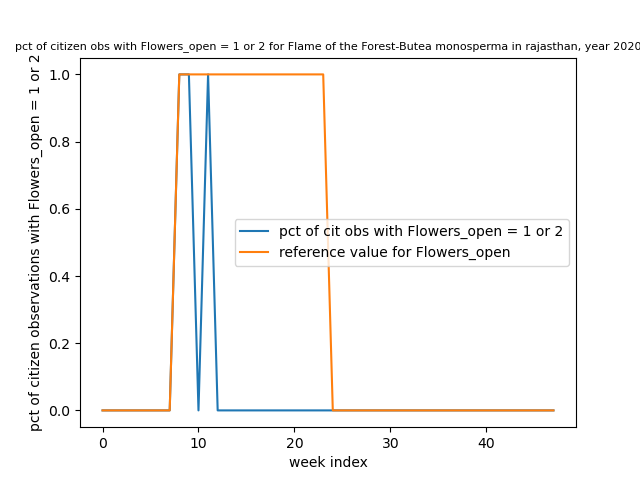 pct of citizen obs with Flowers_open = 1 or 2 for Flame of the Forest-Butea monosperma in rajasthan, year 2020
pct of citizen observations with Flowers_open = 1 or 2
1.0
0.8
0.6
0.4
0.2
0.0
pct of cit obs with Flowers_open = 1 or 2
reference value for Flowers_open
0 10 20 30 40
week index